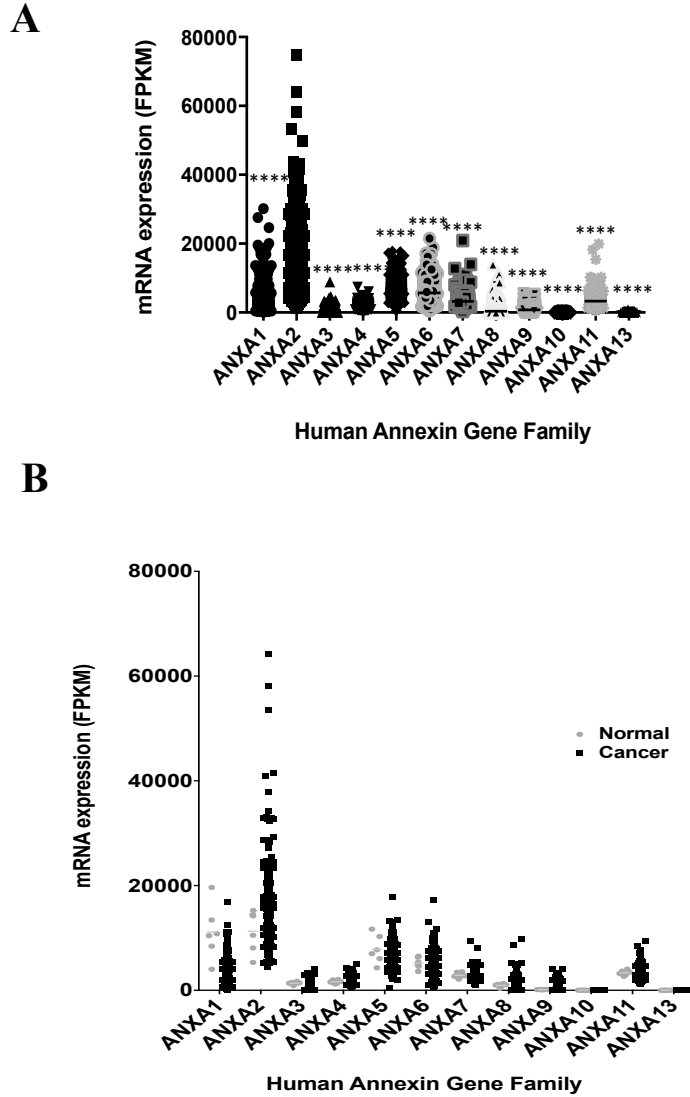 A
mRNA expression (FPKM)
80000
60000
40000
20000
0
****
****
****
****
****
****
****
****
****
****
****
ANXA1
ANXA2
ANXA3
ANXA4
ANXA5
ANXA6
ANXA7
ANXA8
ANXA9
ANXA10
ANXA11
ANXA13
Human Annexin Gene Family
B
mRNA expression (FPKM)
80000
60000
40000
20000
0
Normal
Cancer
ANXA1
ANXA2
ANXA3
ANXA4
ANXA5
ANXA6
ANXA7
ANXA8
ANXA9
ANXA10
ANXA11
ANXA13
Human Annexin Gene Family